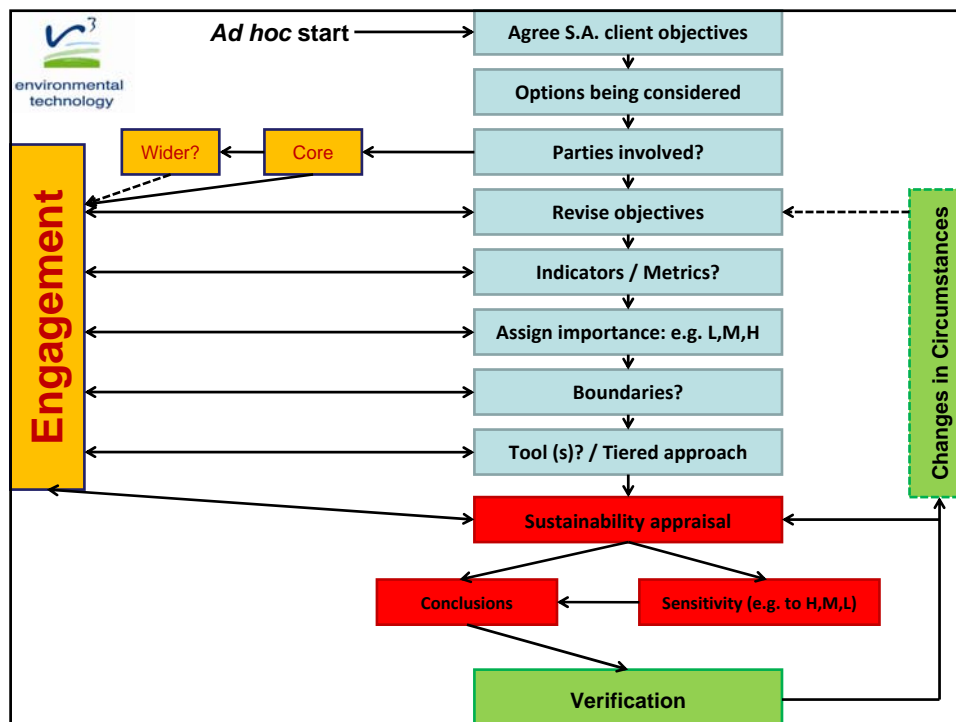 r3
environmental
technology
Ad hoc start
Agree S.A. client objectives
Options being considered
Wider?
Core
Parties involved?
Engagement
Revise objectives
Indicators / Metrics?
Assign importance: e.g. L,M,H
Boundaries?
Tool (s)? / Tiered approach
Changes in Circumstances
Sustainability appraisal
Conclusions
Sensitivity (e.g. to H,M,L)
Verification